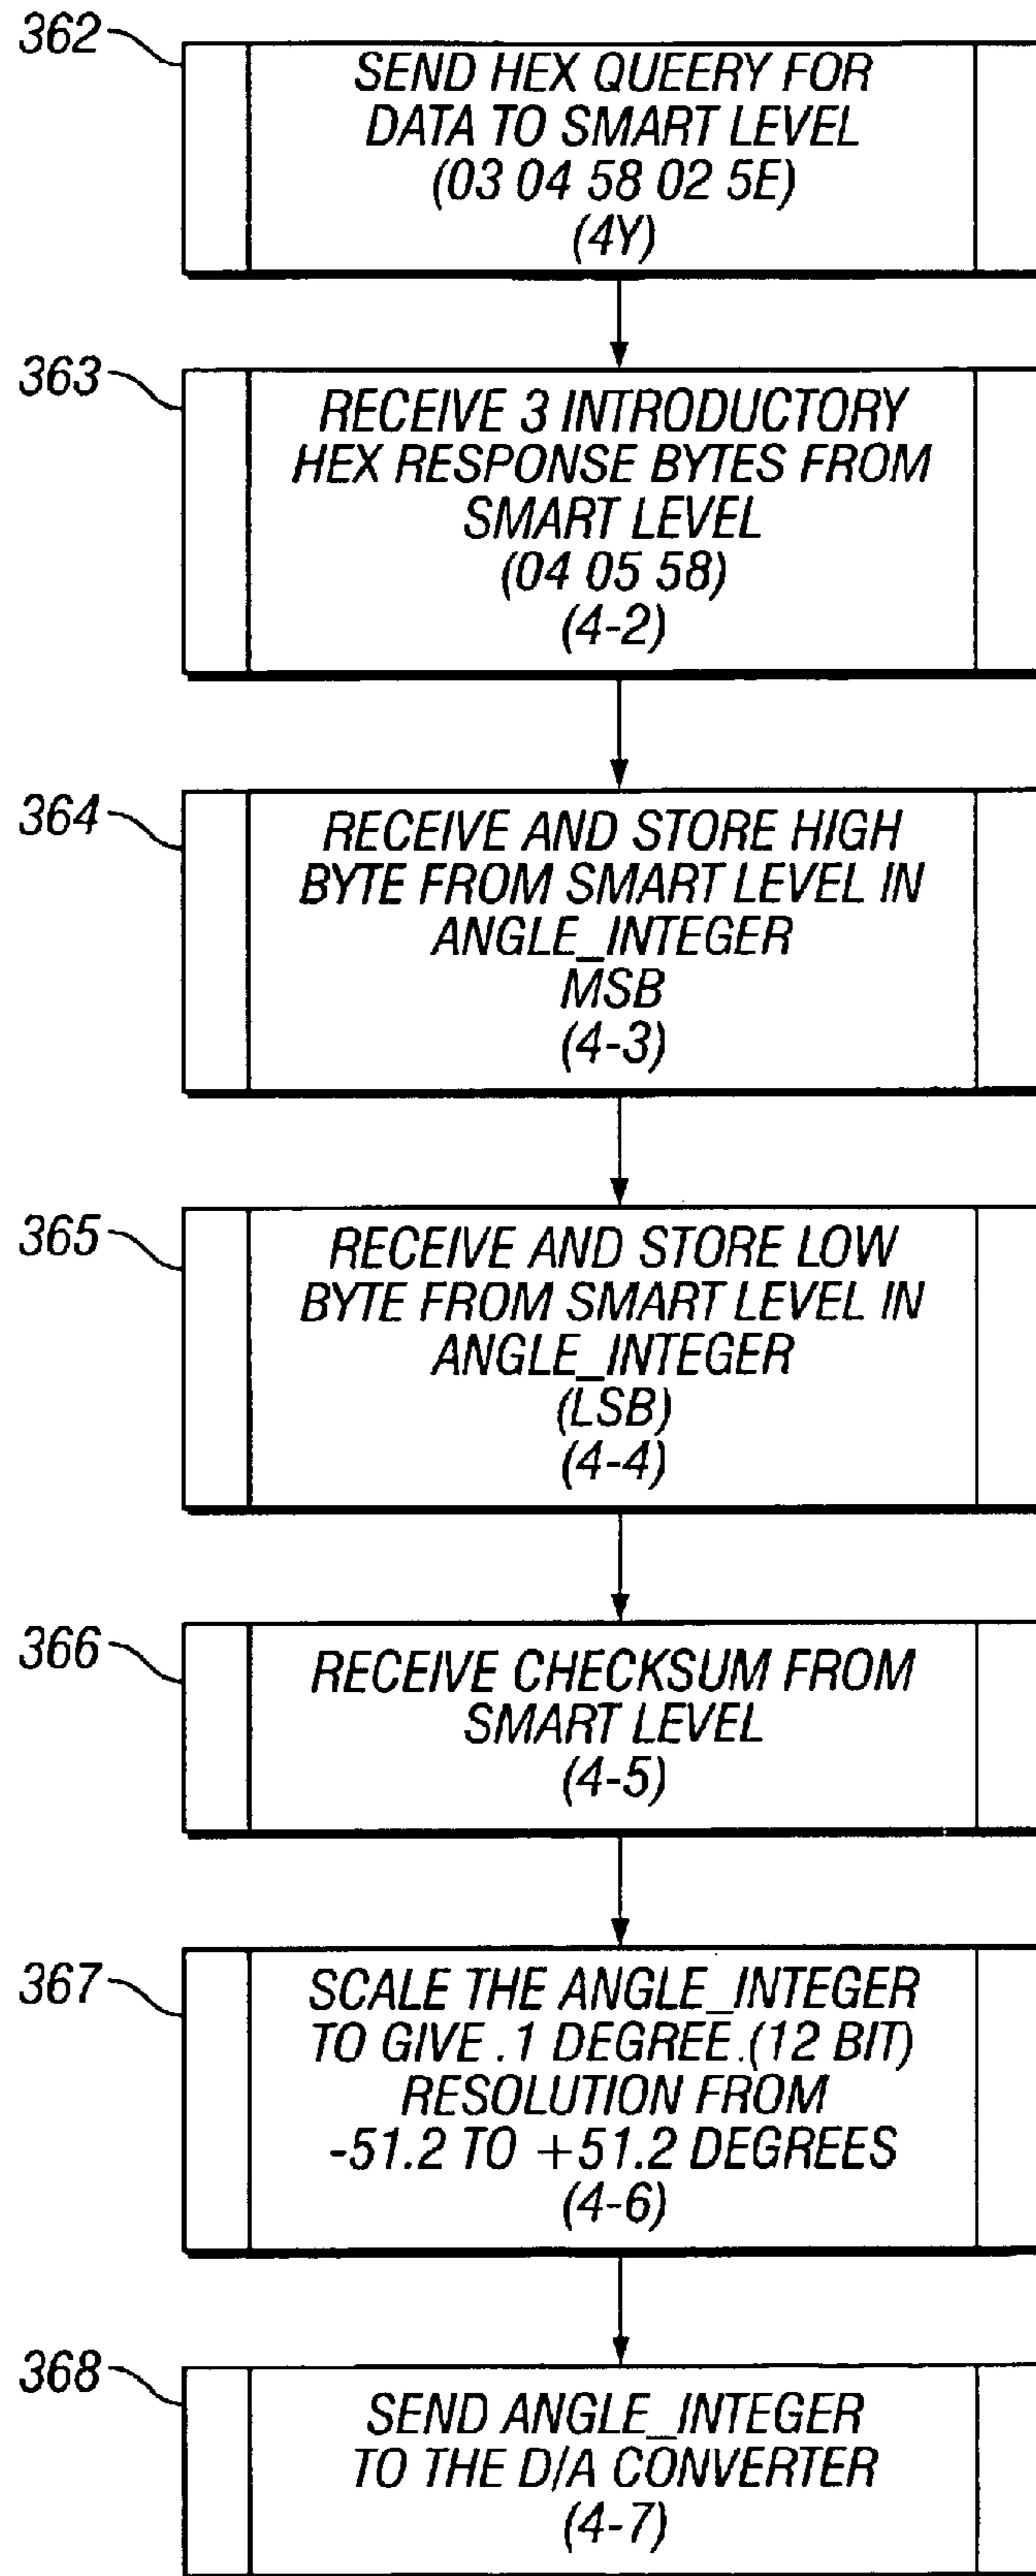 362
SEND HEX QUEERY FOR
DATA TO SMART LEVEL
(03 04 58 02 5E)
(4Y)
363
RECEIVE 3 INTRODUCTORY
HEX RESPONSE BYTES FROM
SMART LEVEL
(04 05 58)
(4-2)
364
RECEIVE AND STORE HIGH
BYTE FROM SMART LEVEL IN
ANGLE_INTEGER
MSB
(4-3)
365
RECEIVE AND STORE LOW
BYTE FROM SMART LEVEL IN
ANGLE_INTEGER
(LSB)
(4-4)
366
RECEIVE CHECKSUM FROM
SMART LEVEL
(4-5)
367
SCALE THE ANGLE_INTEGER
TO GIVE .1 DEGREE.(12 BIT)
RESOLUTION FROM
-51.2 TO +51.2 DEGREES
(4-6)
368
SEND ANGLE_INTEGER
TO THE D/A CONVERTER
(4-7)